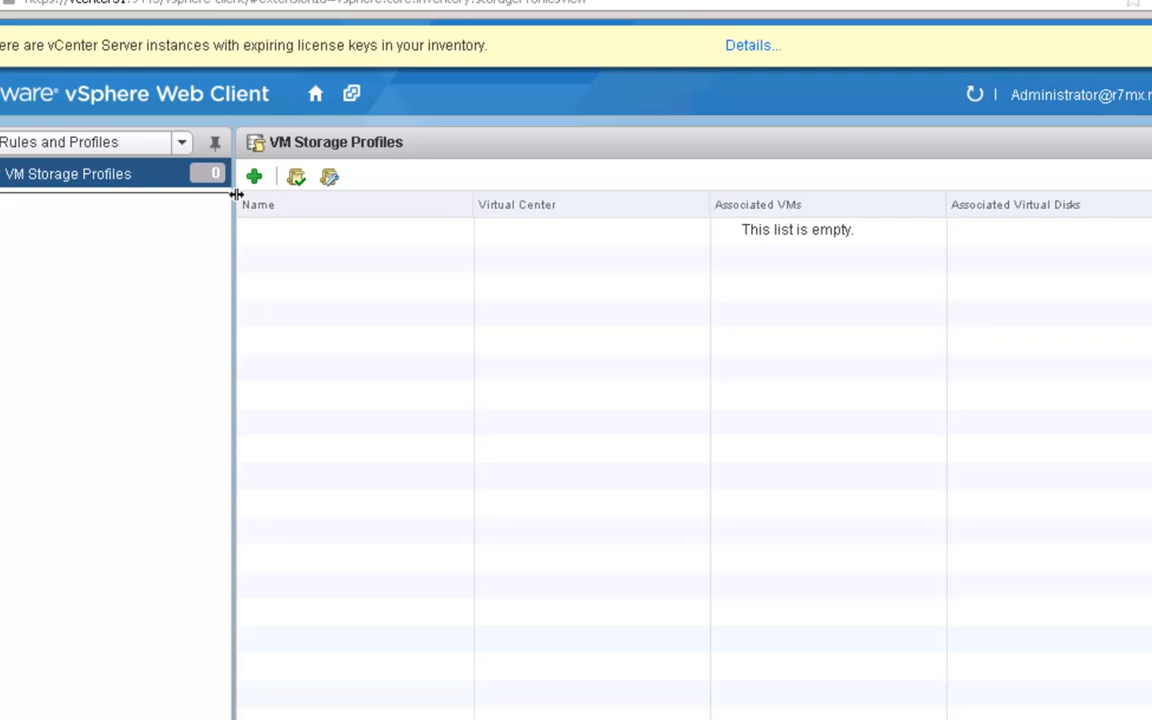 ere are vCenter Server instances with expiring license keys in your inventory. Details...
ware® vSphere Web Client Administrator@r7mx.r
Rules and Profiles
VM Storage Profiles
VM Storage Profiles 0
Name Virtual Center Associated VMs Associated Virtual Disks
This list is empty.